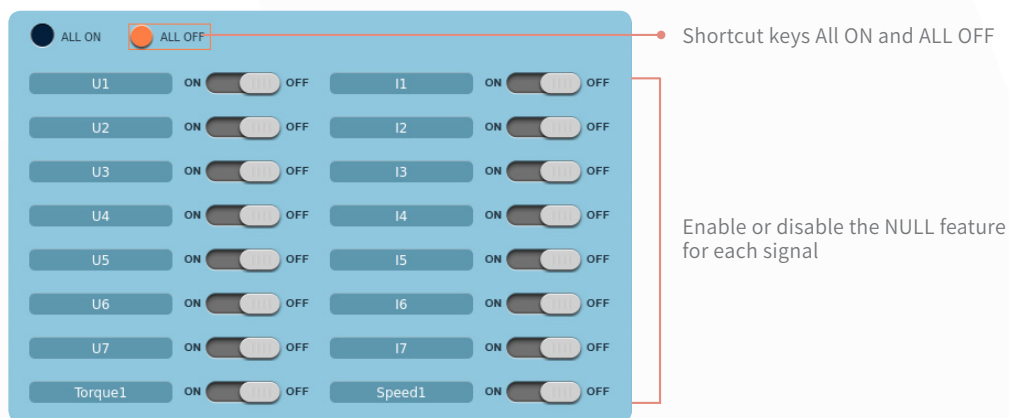 ALL ON ALL OFF Shortcut keys All ON and ALL OFF
U1 ON OFF I1 ON OFF
U2 ON OFF I2 ON OFF
U3 ON OFF I3 ON OFF
U4 ON OFF I4 ON OFF
Enable or disable the NULL feature
for each signal
U5 ON OFF I5 ON OFF
U6 ON OFF I6 ON OFF
U7 ON OFF I7 ON OFF
Torque1 ON OFF Speed1 ON OFF